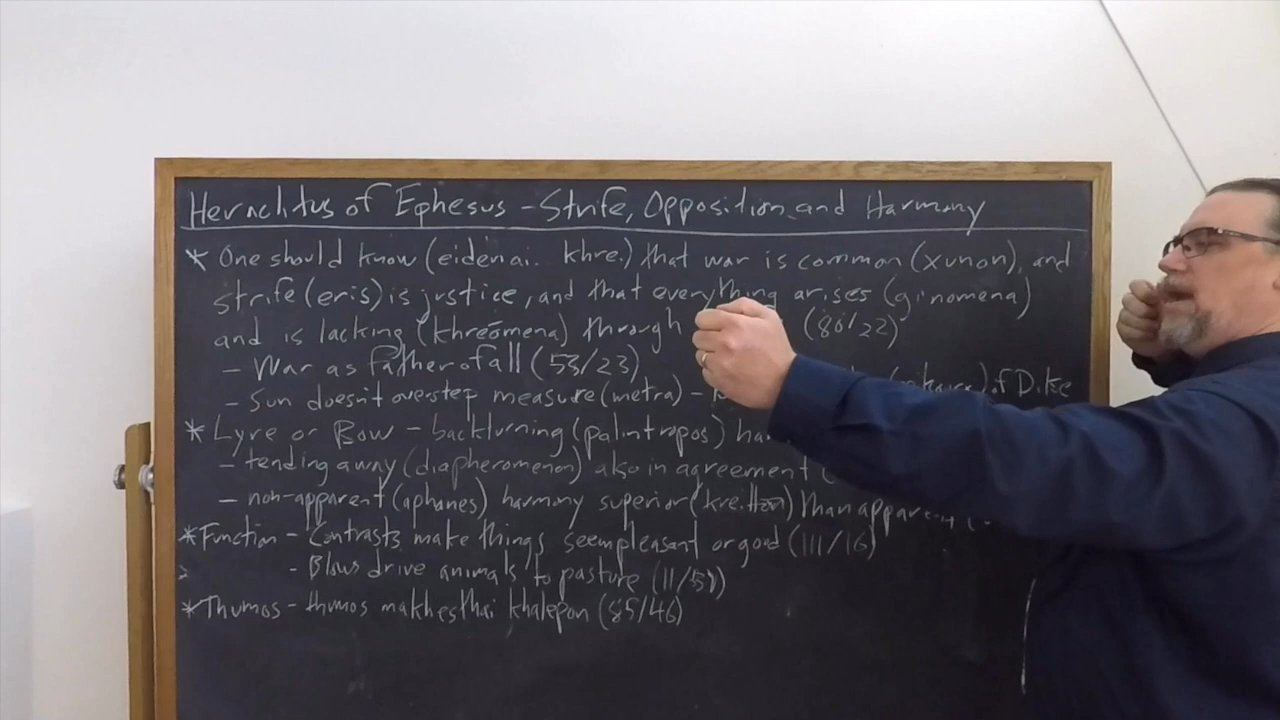 Heraclitus of Ephesus - Strife, Opposition, and Harmony
* One should know (eidenai khre) that war is common (xunon), and
strife (eris) is justice, and that everything arises (ginomena)
and is lacking (khreōmena) through (80/22)
- War as father of all (53/23)
- Sun doesn't overstep measure (metra) - of Dike
* Lyre or Bow - backturning (palintropos)
- tending away (diapheromenon) also in agreement
- non-apparent (aphanes) harmony superior (kreitton) than apparent
* Function - Contrasts make things seem pleasant or good (111/16)
- Blows drive animals to pasture (11/51)
* Thumos - thumos makhesthai khalepon (85/46)